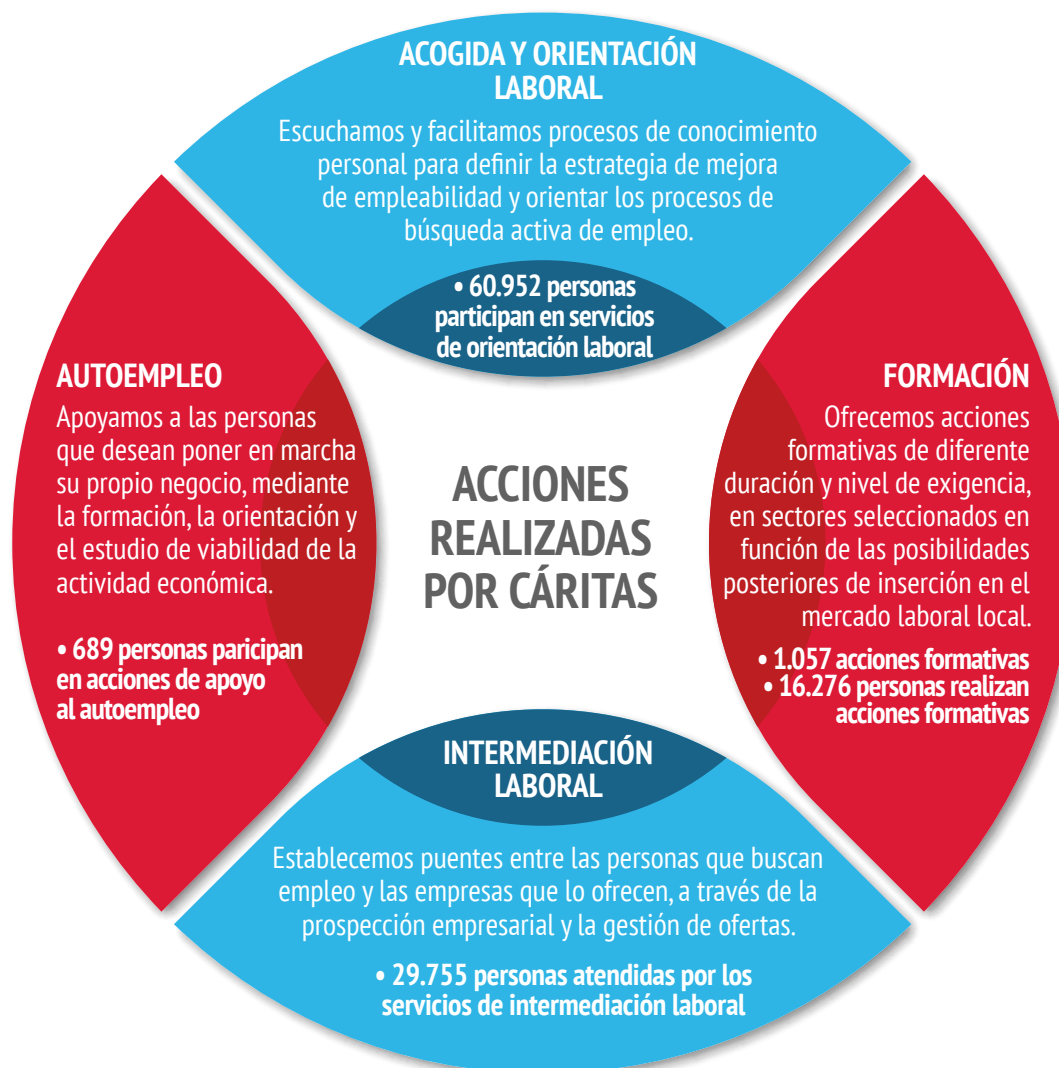 ACOGIDA Y ORIENTACIÓN
LABORAL
Escuchamos y facilitamos procesos de conocimiento
personal para definir la estrategia de mejora
de empleabilidad y orientar los procesos de
búsqueda activa de empleo.
• 60.952 personas
participan en servicios
de orientación laboral
AUTOEMPLEO
Apoyamos a las personas
que desean poner en marcha
su propio negocio, mediante
la formación, la orientación y
el estudio de viabilidad de la
actividad económica.
• 689 personas paricipan
en acciones de apoyo
al autoempleo
ACCIONES
REALIZADAS
POR CÁRITAS
FORMACIÓN
Ofrecemos acciones
formativas de diferente
duración y nivel de exigencia,
en sectores seleccionados en
función de las posibilidades
posteriores de inserción en el
mercado laboral local.
• 1.057 acciones formativas
• 16.276 personas realizan
acciones formativas
INTERMEDIACIÓN
LABORAL
Establecemos puentes entre las personas que buscan
empleo y las empresas que lo ofrecen, a través de la
prospección empresarial y la gestión de ofertas.
• 29.755 personas atendidas por los
servicios de intermediación laboral